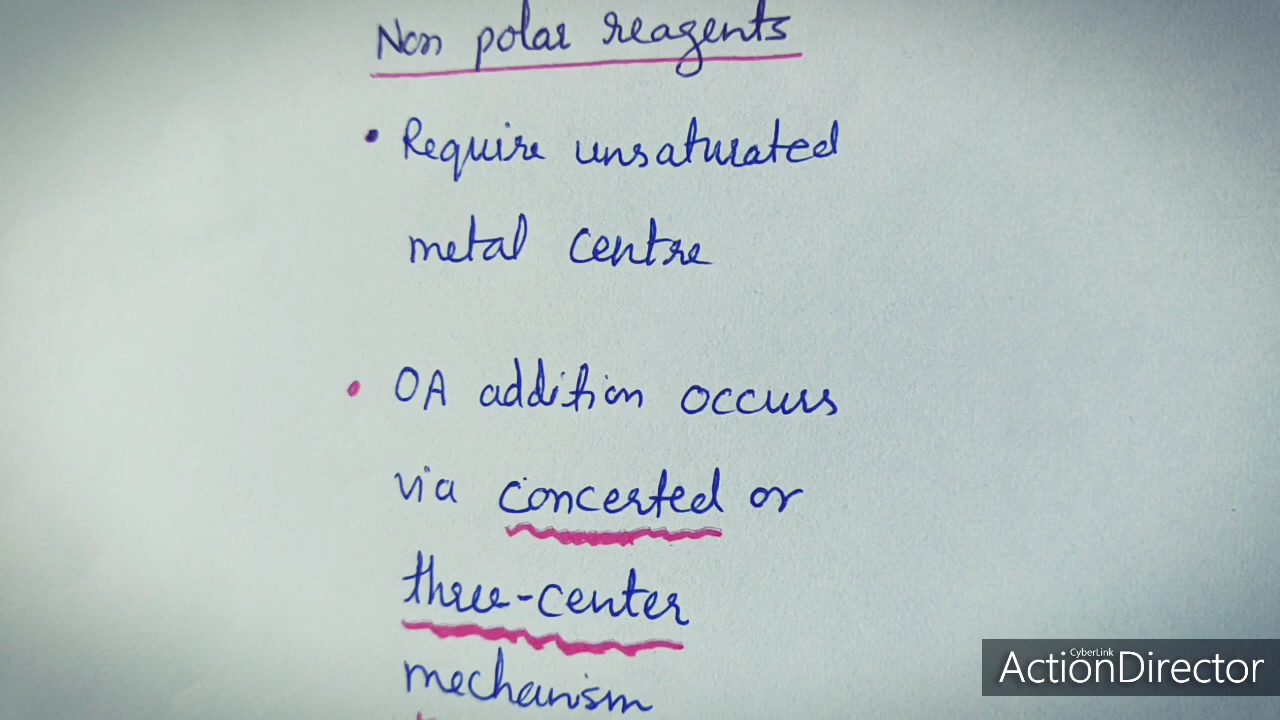 Non polar reagents
• Require unsaturated
metal centre
• OA addition occurs
via concerted or
three-center
mechanism
CyberLink
ActionDirector